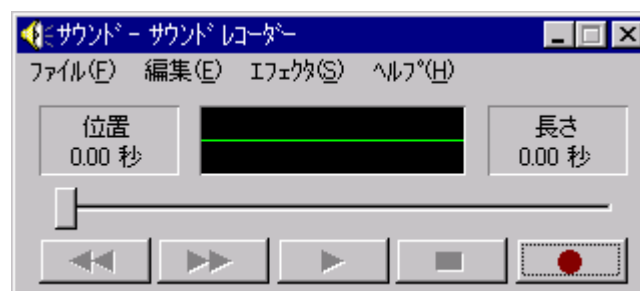 ｻｳﾝﾄﾞ - ｻｳﾝﾄﾞ ﾚｺｰﾀﾞｰ
ﾌｧｲﾙ(F) 編集(E) ｴﾌｪｸﾀ(S) ﾍﾙﾌﾟ(H)
位置
0.00 秒
長さ
0.00 秒